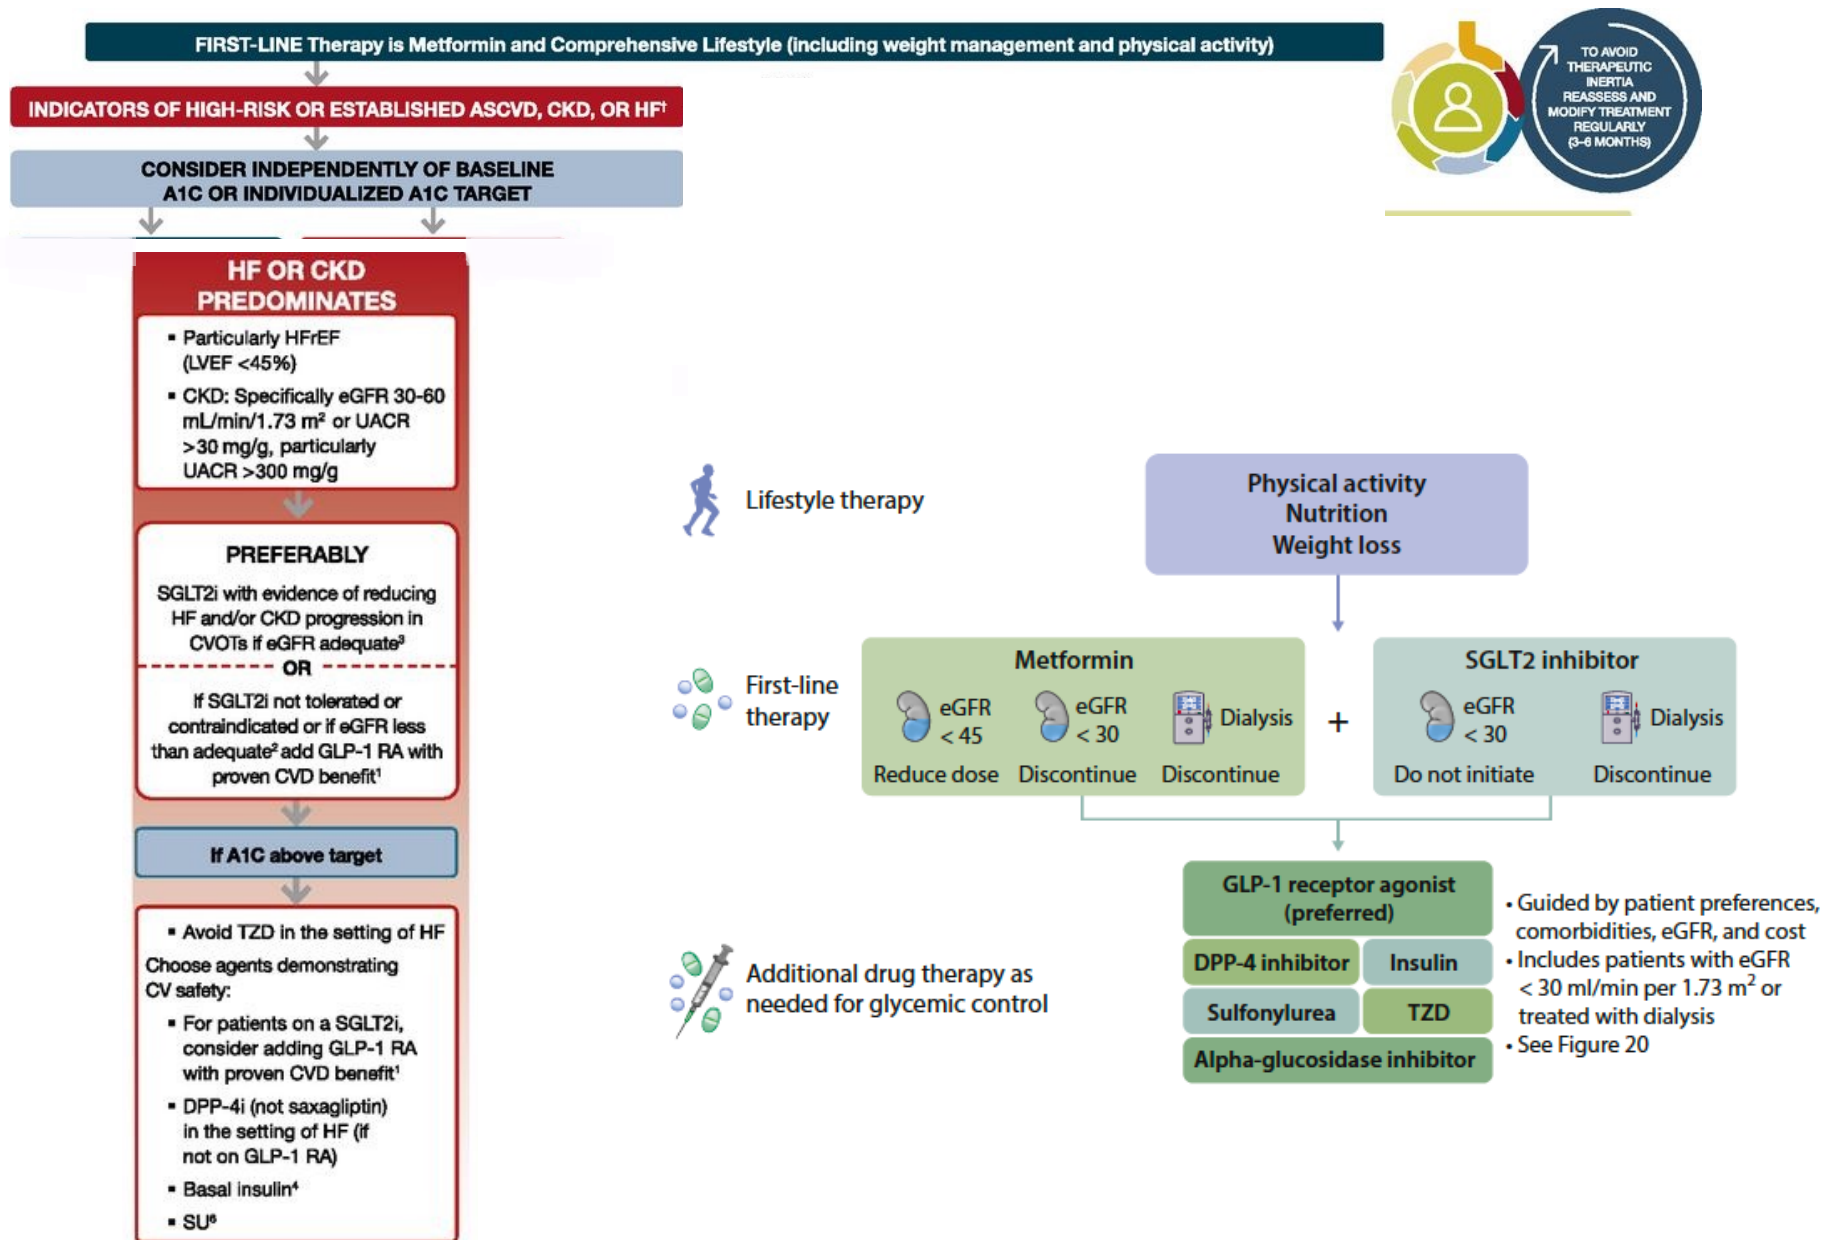 FIRST-LINE Therapy is Metformin and Comprehensive Lifestyle (including weight management and physical activity)
INDICATORS OF HIGH-RISK OR ESTABLISHED ASCVD, CKD, OR HF†
CONSIDER INDEPENDENTLY OF BASELINE
A1C OR INDIVIDUALIZED A1C TARGET
TO AVOID
THERAPEUTIC
INERTIA
REASSESS AND
MODIFY TREATMENT
REGULARLY
(3-6 MONTHS)
HF OR CKD
PREDOMINATES
▪ Particularly HFrEF
(LVEF <45%)
▪ CKD: Specifically eGFR 30-60
mL/min/1.73 m² or UACR
>30 mg/g, particularly
UACR >300 mg/g
PREFERABLY
SGLT2i with evidence of reducing
HF and/or CKD progression in
CVOTs if eGFR adequate³
OR
If SGLT2i not tolerated or
contraindicated or if eGFR less
than adequate² add GLP-1 RA with
proven CVD benefit¹
If A1C above target
▪ Avoid TZD in the setting of HF
Choose agents demonstrating
CV safety:
▪ For patients on a SGLT2i,
consider adding GLP-1 RA
with proven CVD benefit¹
▪ DPP-4i (not saxagliptin)
in the setting of HF (if
not on GLP-1 RA)
▪ Basal insulin⁴
▪ SU⁶
Lifestyle therapy
Physical activity
Nutrition
Weight loss
First-line
therapy
Metformin
eGFR
< 45
Reduce dose
eGFR
< 30
Discontinue
Dialysis
Discontinue
+
SGLT2 inhibitor
eGFR
< 30
Do not initiate
Dialysis
Discontinue
Additional drug therapy as
needed for glycemic control
GLP-1 receptor agonist
(preferred)
DPP-4 inhibitor
Insulin
Sulfonylurea
TZD
Alpha-glucosidase inhibitor
• Guided by patient preferences,
comorbidities, eGFR, and cost
• Includes patients with eGFR
< 30 ml/min per 1.73 m² or
treated with dialysis
• See Figure 20